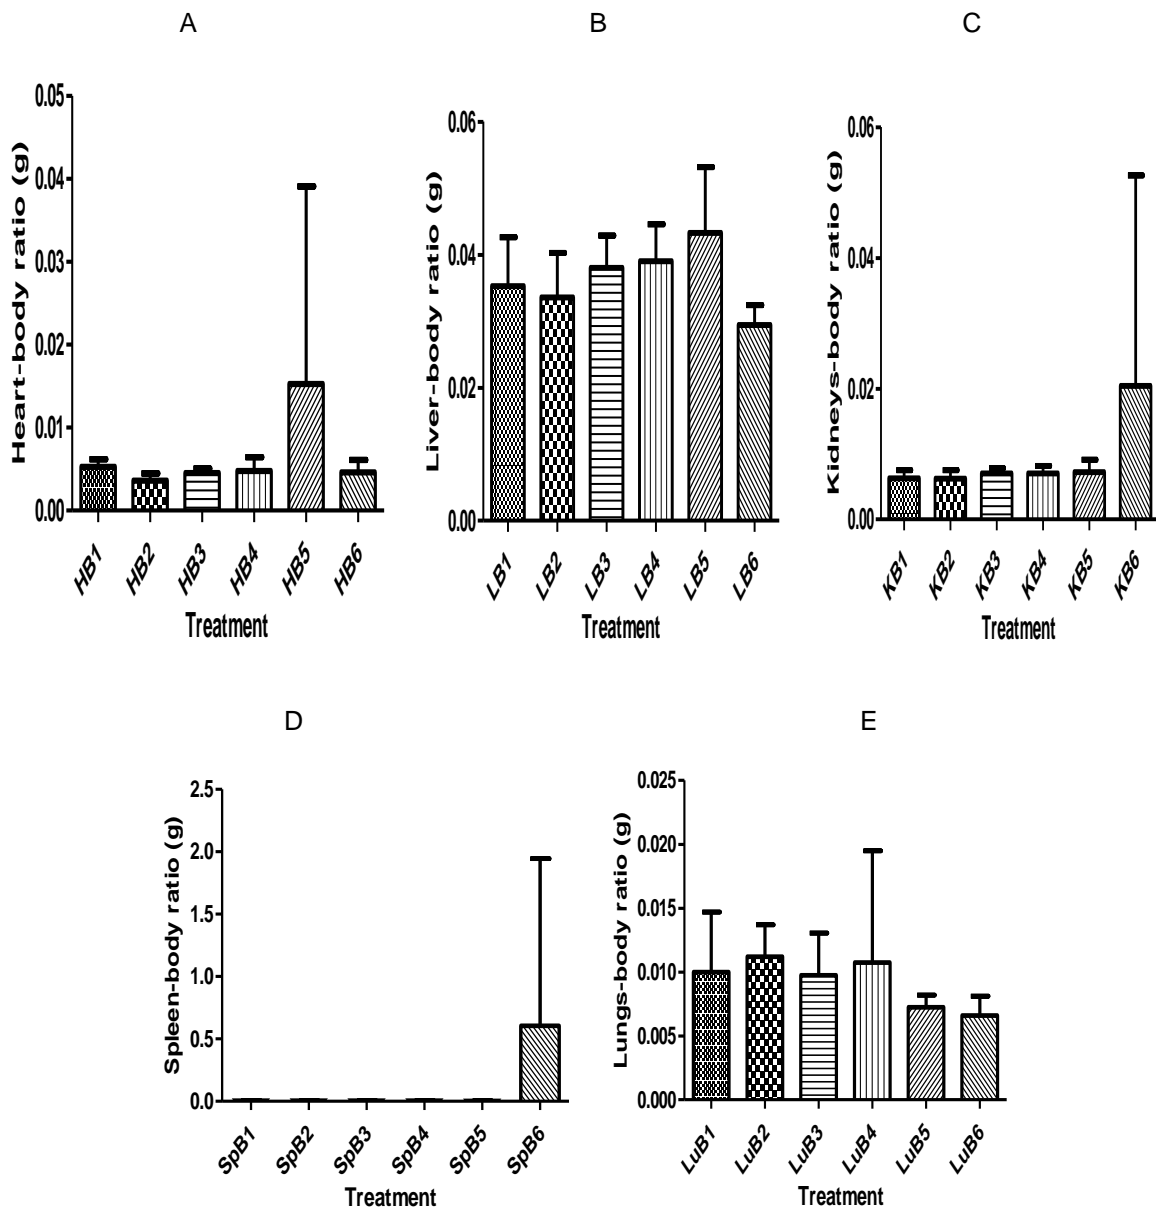 A
B
C
Heart-body ratio (g)
0.05
0.04
0.03
0.02
0.01
0.00
HB1
HB2
HB3
HB4
HB5
HB6
Treatment
Liver-body ratio (g)
0.06
0.04
0.02
0.00
LB1
LB2
LB3
LB4
LB5
LB6
Treatment
Kidneys-body ratio (g)
0.06
0.04
0.02
0.00
KB1
KB2
KB3
KB4
KB5
KB6
Treatment
D
E
Spleen-body ratio (g)
2.5
2.0
1.5
1.0
0.5
0.0
SpB1
SpB2
SpB3
SpB4
SpB5
SpB6
Treatment
Lungs-body ratio (g)
0.025
0.020
0.015
0.010
0.005
0.000
LuB1
LuB2
LuB3
LuB4
LuB5
LuB6
Treatment